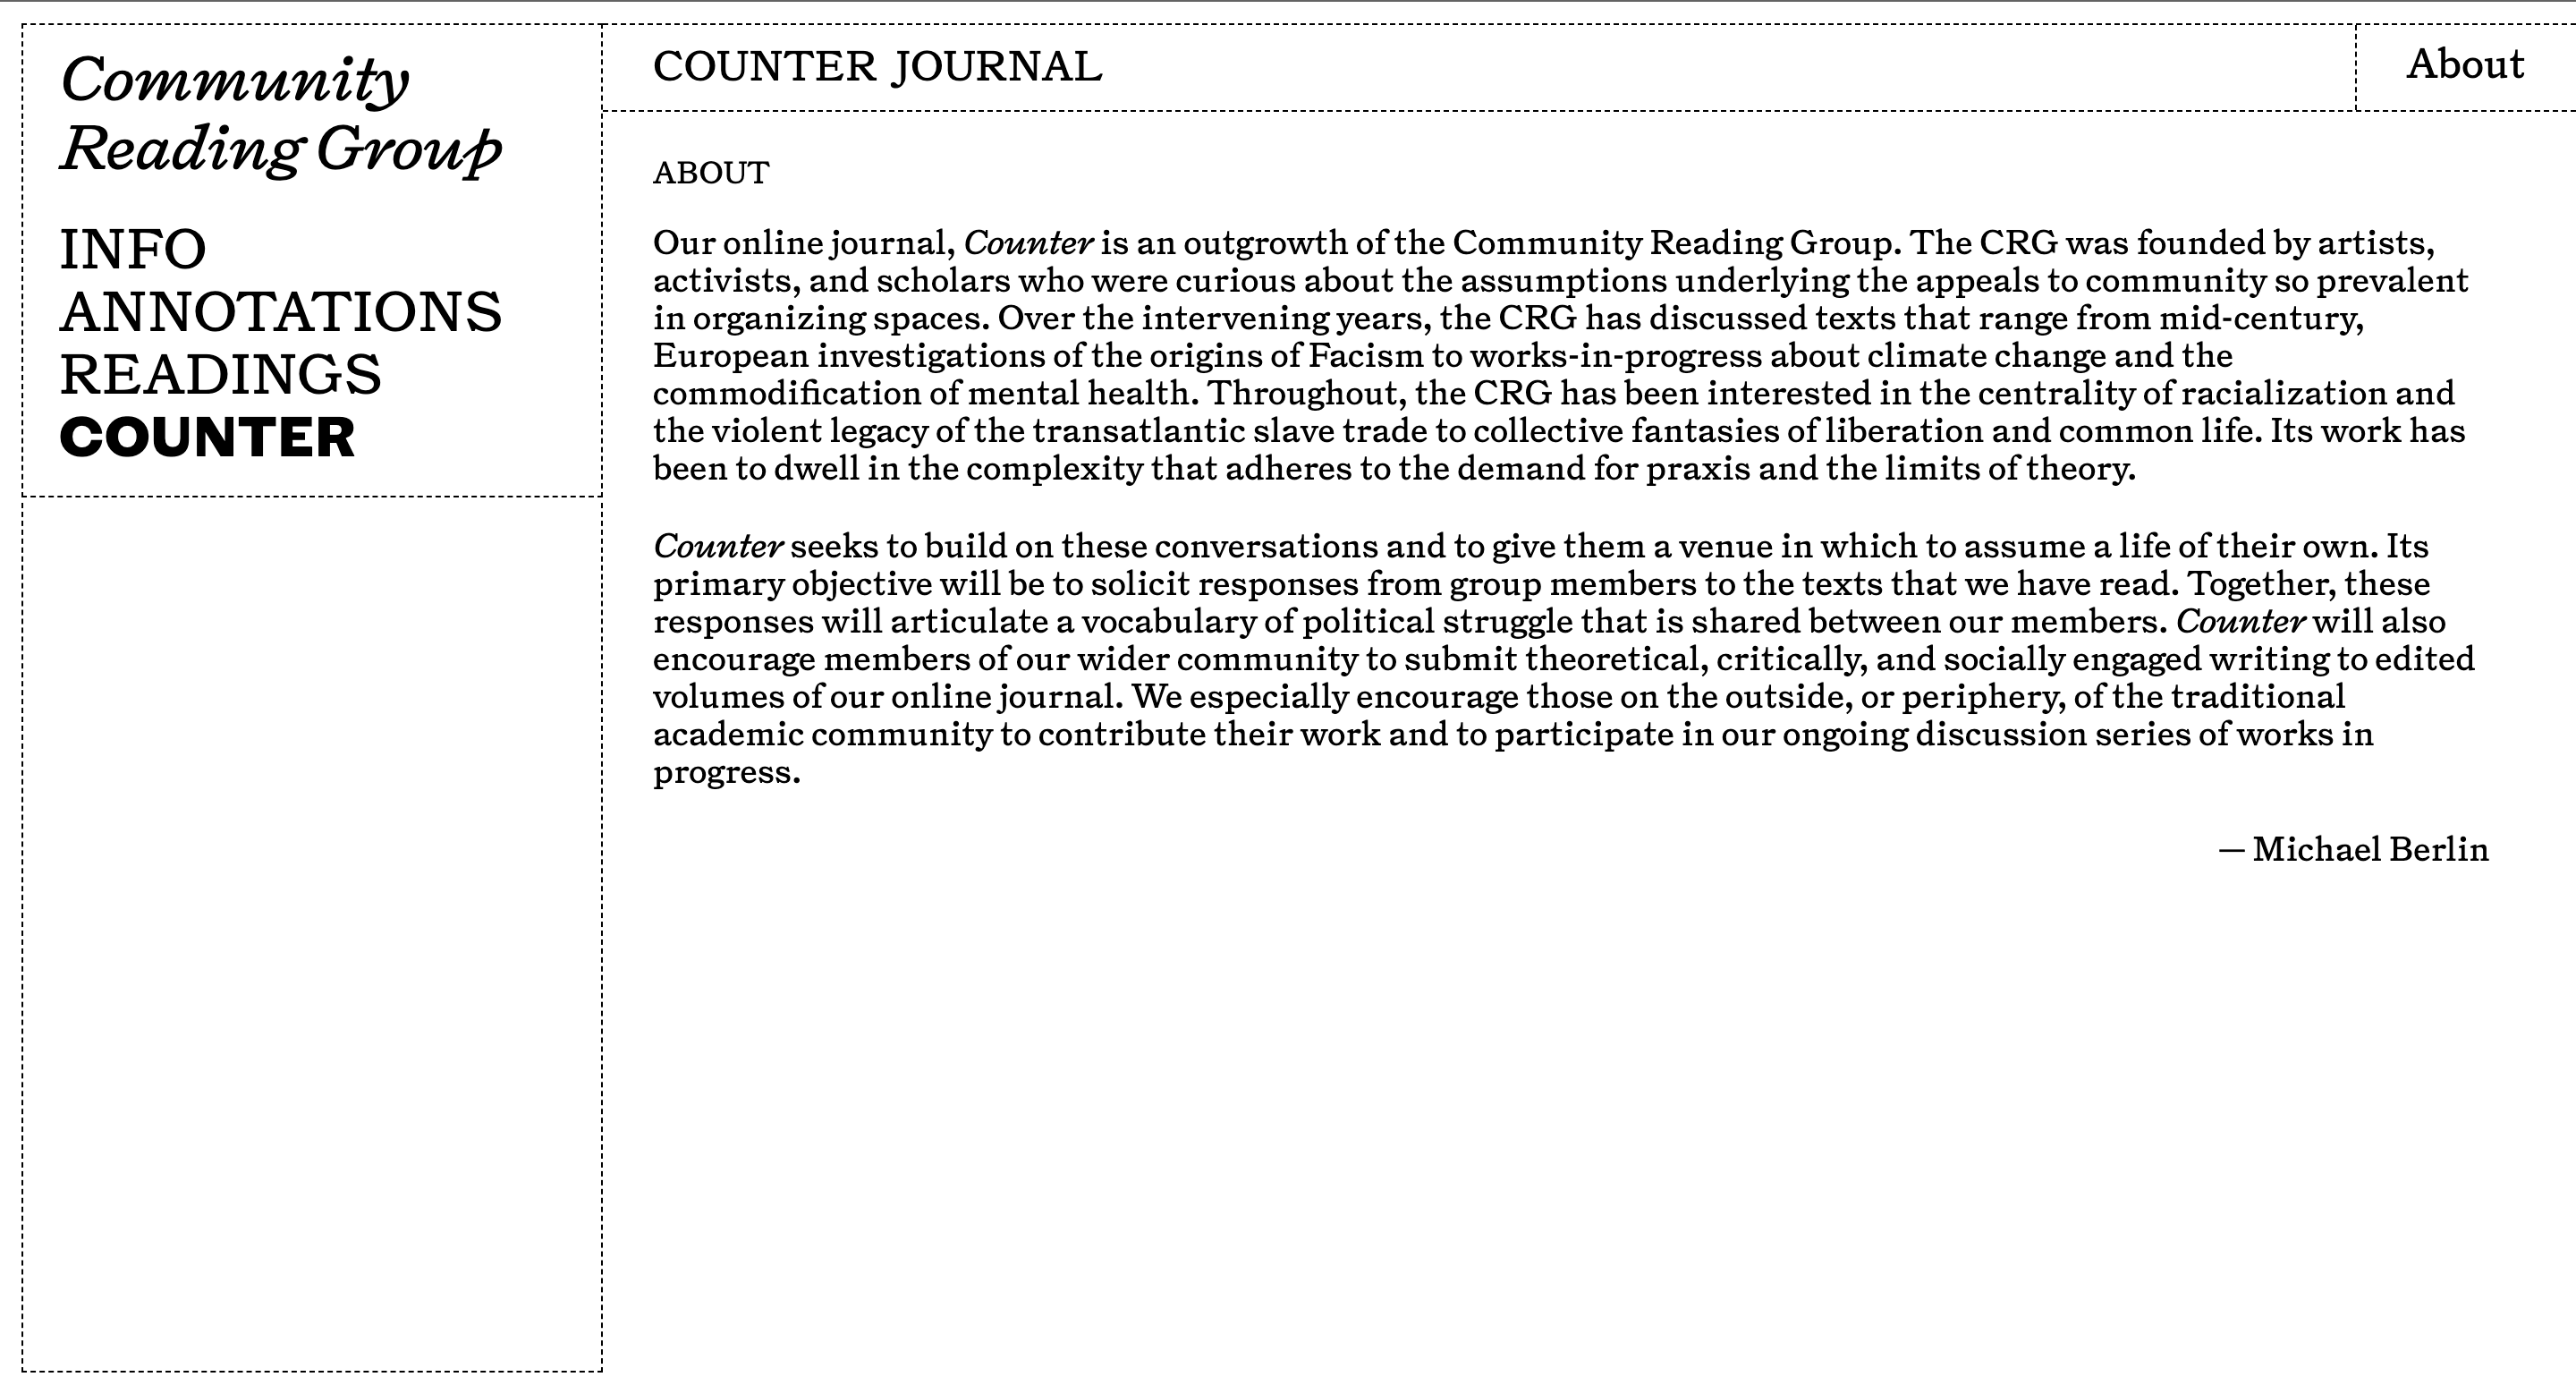 Community
Reading Group
INFO
ANNOTATIONS
READINGS
COUNTER
COUNTER JOURNAL
About
ABOUT
Our online journal, Counter is an outgrowth of the Community Reading Group. The CRG was founded by artists,
activists, and scholars who were curious about the assumptions underlying the appeals to community so prevalent
in organizing spaces. Over the intervening years, the CRG has discussed texts that range from mid-century,
European investigations of the origins of Facism to works-in-progress about climate change and the
commodification of mental health. Throughout, the CRG has been interested in the centrality of racialization and
the violent legacy of the transatlantic slave trade to collective fantasies of liberation and common life. Its work has
been to dwell in the complexity that adheres to the demand for praxis and the limits of theory.
Counter seeks to build on these conversations and to give them a venue in which to assume a life of their own. Its
primary objective will be to solicit responses from group members to the texts that we have read. Together, these
responses will articulate a vocabulary of political struggle that is shared between our members. Counter will also
encourage members of our wider community to submit theoretical, critically, and socially engaged writing to edited
volumes of our online journal. We especially encourage those on the outside, or periphery, of the traditional
academic community to contribute their work and to participate in our ongoing discussion series of works in
progress.
— Michael Berlin